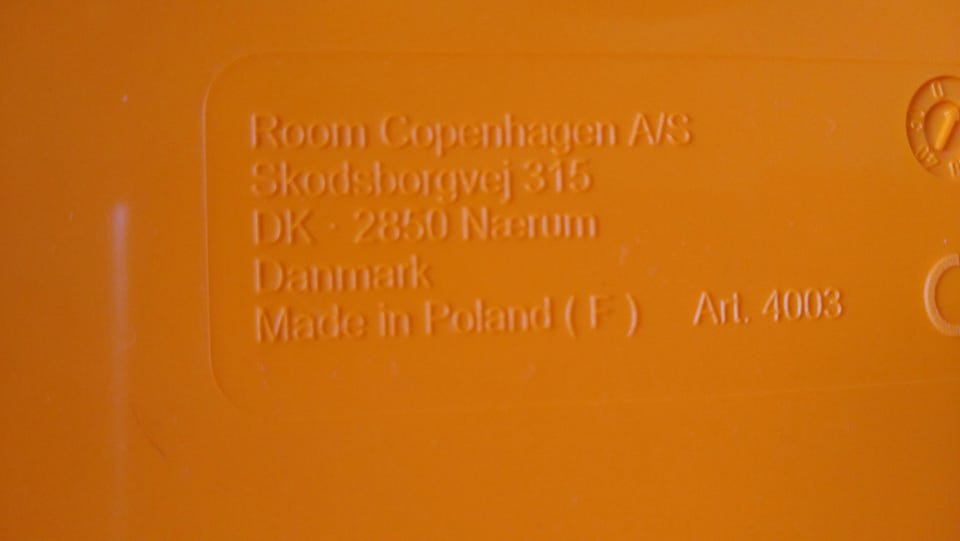 Room Copenhagen A/S
Skodsborgvej 315
DK · 2850 Nærum
Danmark
Made in Poland ( F ) Art. 4003